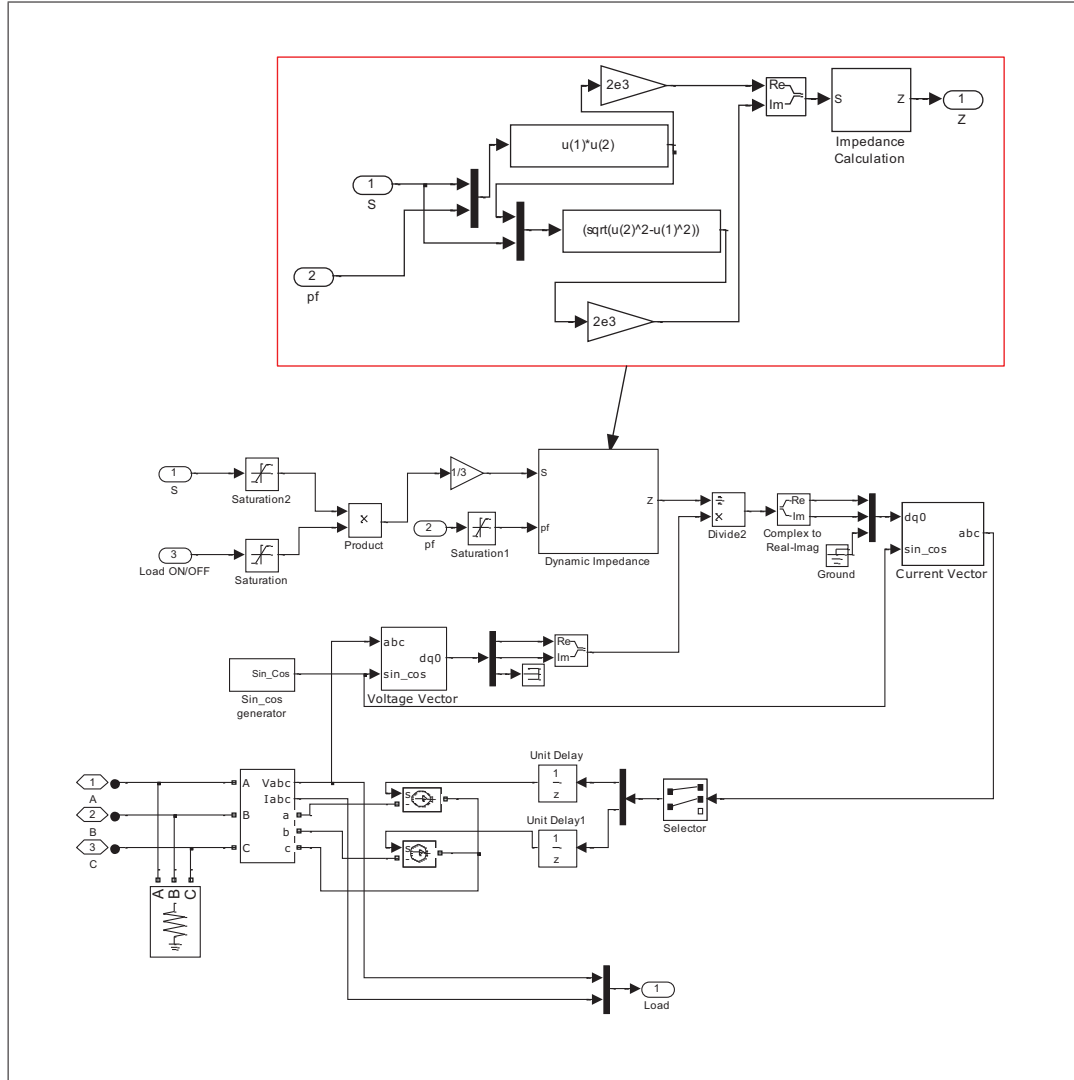 2e3
Re
Im
S
Z
1
Z
Impedance
Calculation
u(1)*u(2)
1
S
(sqrt(u(2)^2-u(1)^2))
2
pf
2e3
1
S
Saturation2
1/3
S
Z
x
Product
2
pf
Saturation1
pf
Dynamic Impedance
÷
x
Divide2
Re
Im
Complex to
Real-Imag
dq0
abc
sin_cos
Current Vector
Ground
3
Load ON/OFF
Saturation
abc
dq0
sin_cos
Voltage Vector
Re
Im
Sin_Cos
Sin_cos
generator
Unit Delay
1
z
Unit Delay1
1
z
Selector
1
A
2
B
3
C
A
B
C
Vabc
Iabc
a
b
c
s
-
s
-
A
B
C
1
Load